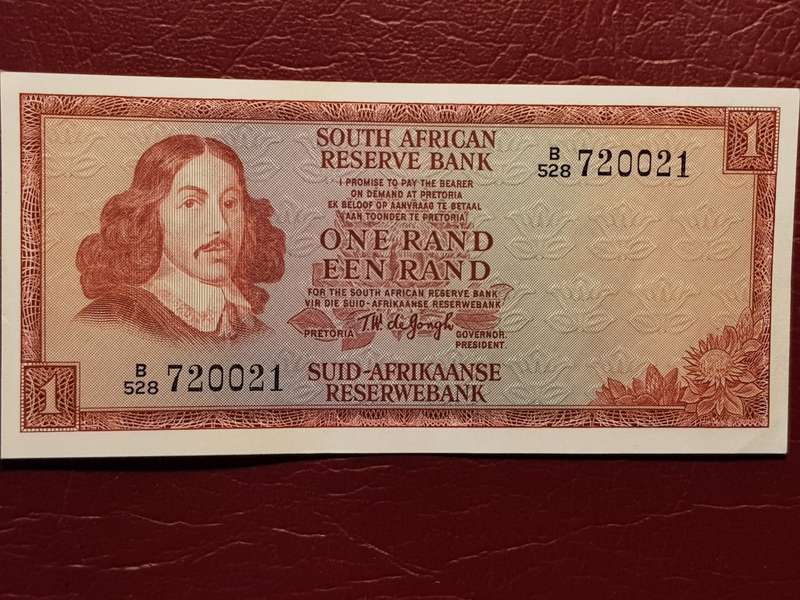 SOUTH AFRICAN
RESERVE BANK
B
528 720021
1
I PROMISE TO PAY THE BEARER
ON DEMAND AT PRETORIA
EK BELOOF OP AANVRAAG TE BETAAL
AAN TOONDER TE PRETORIA
ONE RAND
EEN RAND
FOR THE SOUTH AFRICAN RESERVE BANK
VIR DIE SUID-AFRIKAANSE RESERWEBANK
PRETORIA T.W. de Jongh GOVERNOR.
PRESIDENT.
B
528 720021
1
SUID-AFRIKAANSE
RESERWEBANK